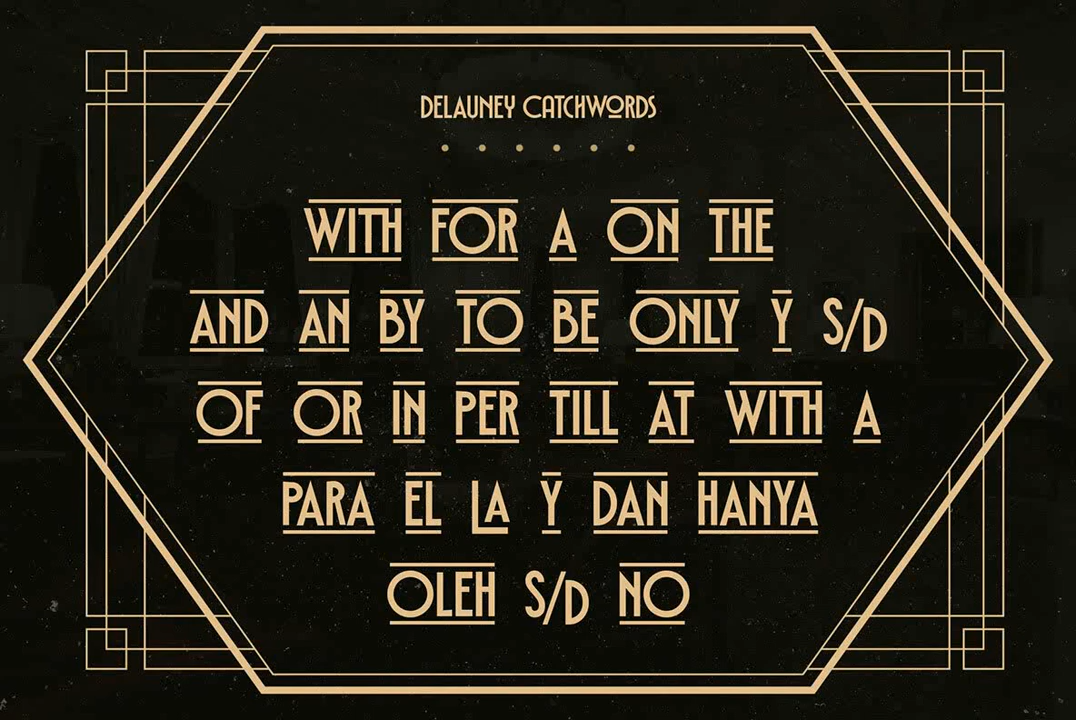 DELAUNEY CATCHWORDS
WITH FOR A ON THE
AND AN BY TO BE ONLY Y S/D
OF OR IN PER TILL AT WITH A
PARA EL LA Y DAN HANYA
OLEH S/D NO